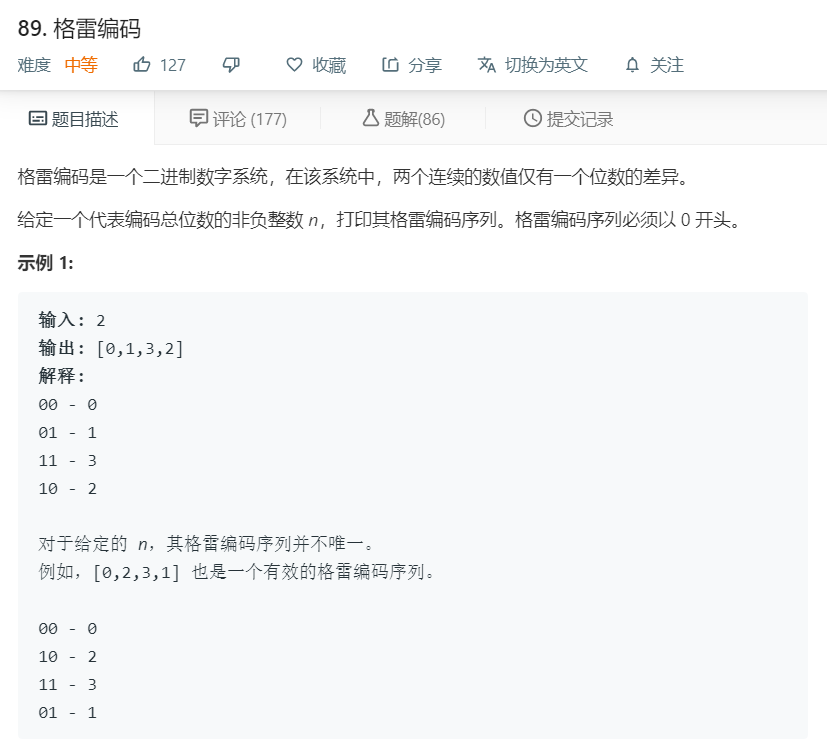 89. 格雷编码
难度 中等 127 收藏 分享 切换为英文 关注
题目描述 评论 (177) 题解(86) 提交记录
格雷编码是一个二进制数字系统，在该系统中，两个连续的数值仅有一个位数的差异。
给定一个代表编码总位数的非负整数 n，打印其格雷编码序列。格雷编码序列必须以 0 开头。
示例 1:
输入: 2
输出: [0,1,3,2]
解释:
00 - 0
01 - 1
11 - 3
10 - 2
对于给定的 n，其格雷编码序列并不唯一。
例如，[0,2,3,1] 也是一个有效的格雷编码序列。
00 - 0
10 - 2
11 - 3
01 - 1